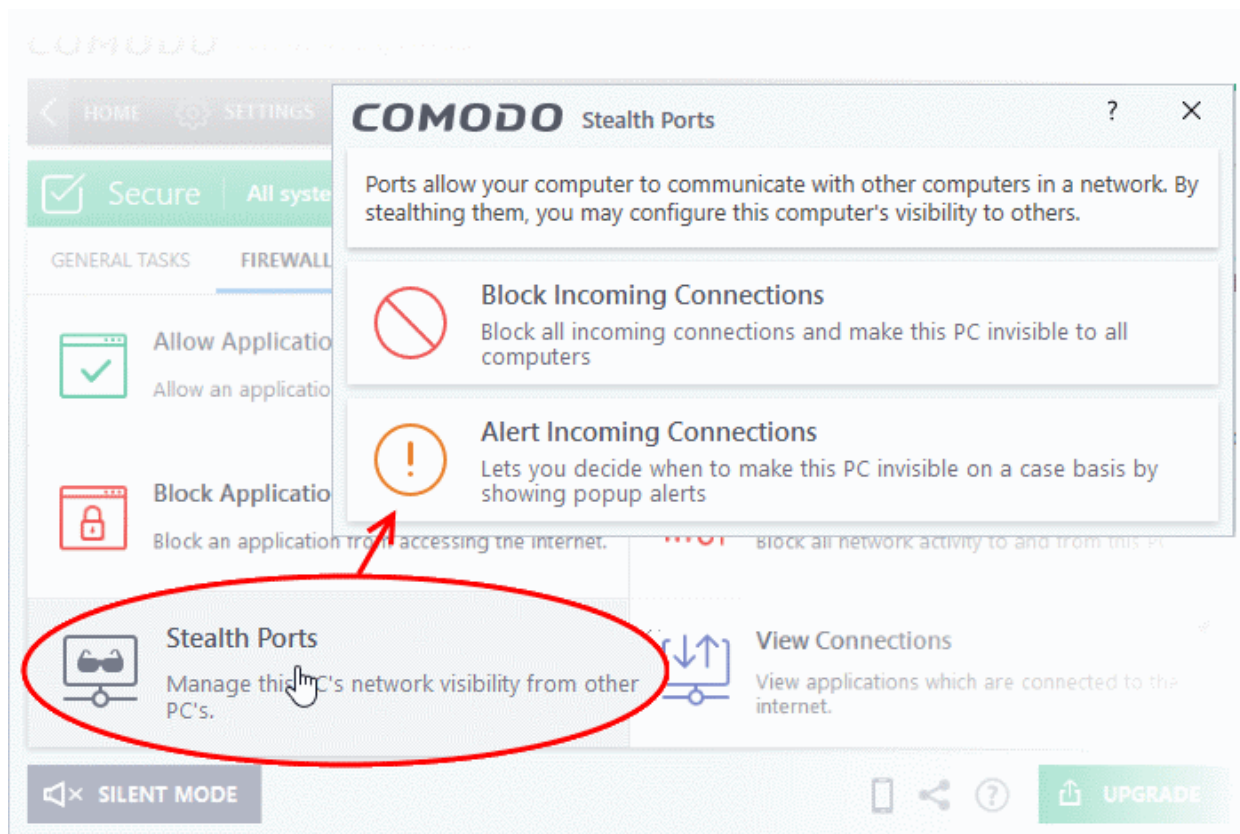 COMODO
HOME SETTINGS
COMODO Stealth Ports ?
Ports allow your computer to communicate with other computers in a network. By
stealthing them, you may configure this computer's visibility to others.
Secure All syste
GENERAL TASKS FIREWALL
Block Incoming Connections
Block all incoming connections and make this PC invisible to all
computers
Allow Applicatio
Allow an applicatio
Alert Incoming Connections
Lets you decide when to make this PC invisible on a case basis by
showing popup alerts
Block Applicatio
Block an application from accessing the Internet.
Block all network activity to and from this PC
Stealth Ports
Manage this PC's network visibility from other
PC's.
View Connections
View applications which are connected to the
internet.
SILENT MODE
?
UPGRADE